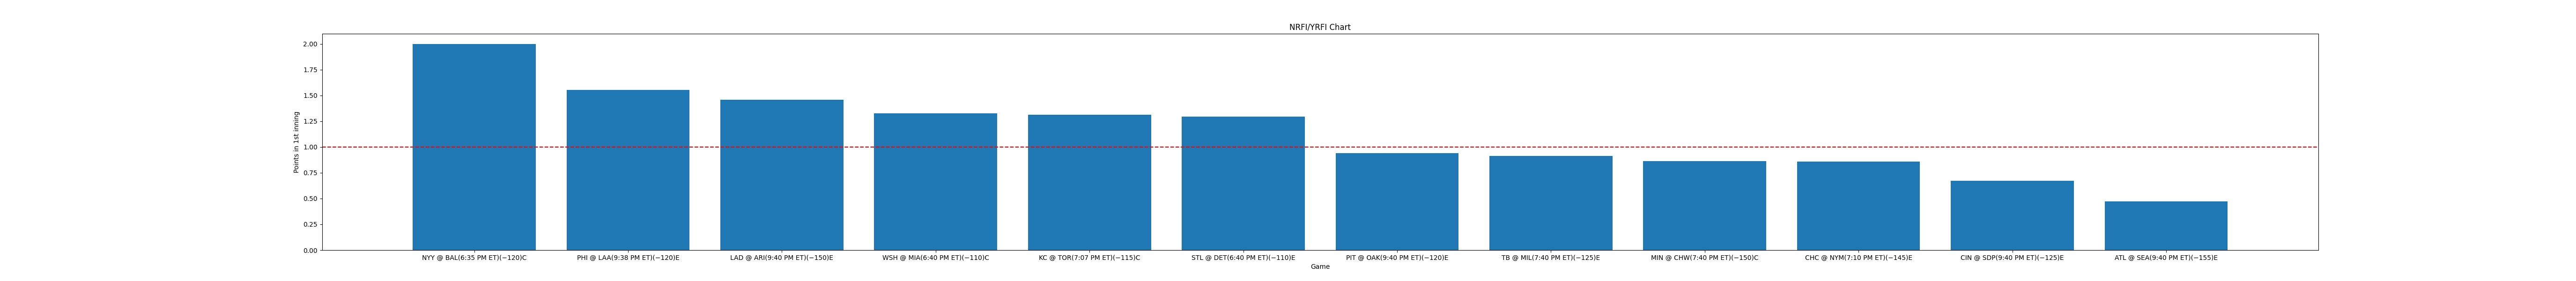 NRFI/YRFI Chart
2.00
1.75
1.50
1.25
1.00
0.75
0.50
0.25
0.00
Points in 1st inning
NYY @ BAL(6:35 PM ET)(−120)C
PHI @ LAA(9:38 PM ET)(−120)E
LAD @ ARI(9:40 PM ET)(−150)E
WSH @ MIA(6:40 PM ET)(−110)C
KC @ TOR(7:07 PM ET)(−115)C
STL @ DET(6:40 PM ET)(−110)E
PIT @ OAK(9:40 PM ET)(−120)E
TB @ MIL(7:40 PM ET)(−125)E
MIN @ CHW(7:40 PM ET)(−150)C
CHC @ NYM(7:10 PM ET)(−145)E
CIN @ SDP(9:40 PM ET)(−125)E
ATL @ SEA(9:40 PM ET)(−155)E
Game